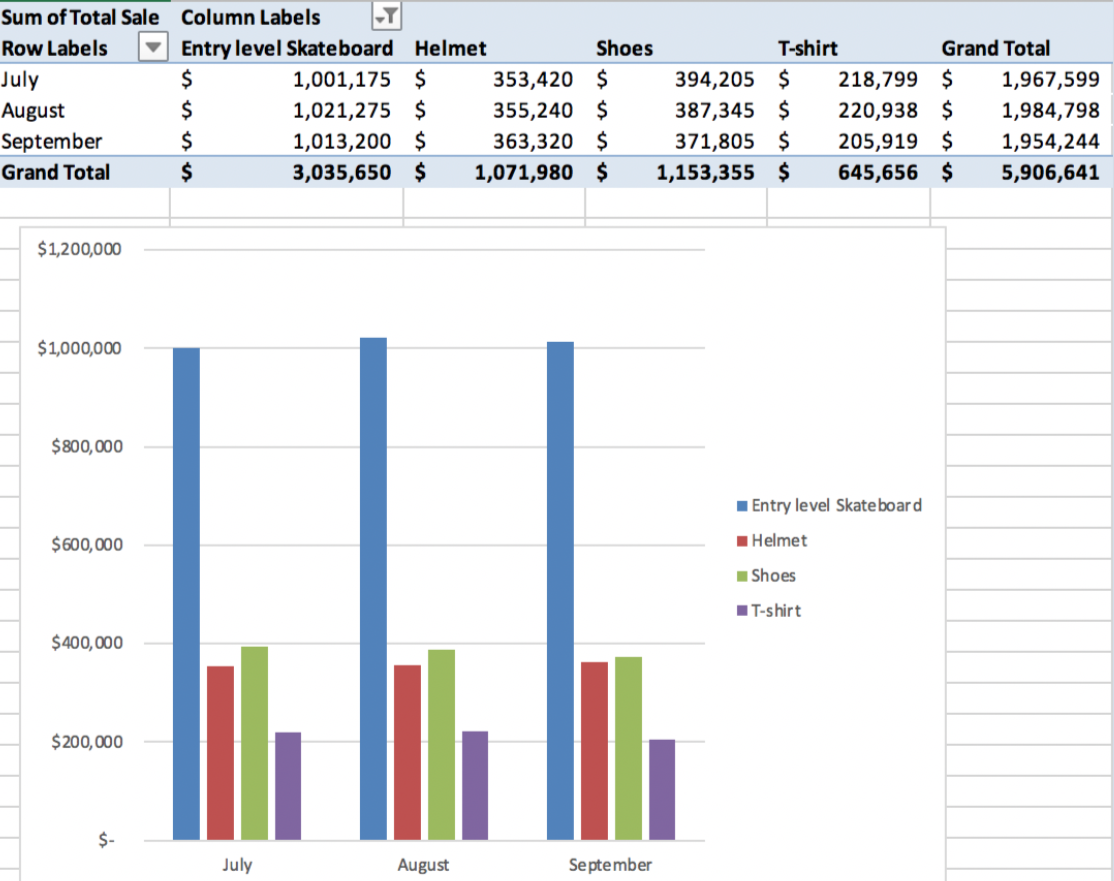 Sum of Total Sale Column Labels
Row Labels Entry level Skateboard Helmet Shoes T-shirt Grand Total
July $ 1,001,175 $ 353,420 $ 394,205 $ 218,799 $ 1,967,599
August $ 1,021,275 $ 355,240 $ 387,345 $ 220,938 $ 1,984,798
September $ 1,013,200 $ 363,320 $ 371,805 $ 205,919 $ 1,954,244
Grand Total $ 3,035,650 $ 1,071,980 $ 1,153,355 $ 645,656 $ 5,906,641
$1,200,000
$1,000,000
$800,000
$600,000
$400,000
$200,000
$-
July August September
Entry level Skateboard
Helmet
Shoes
T-shirt